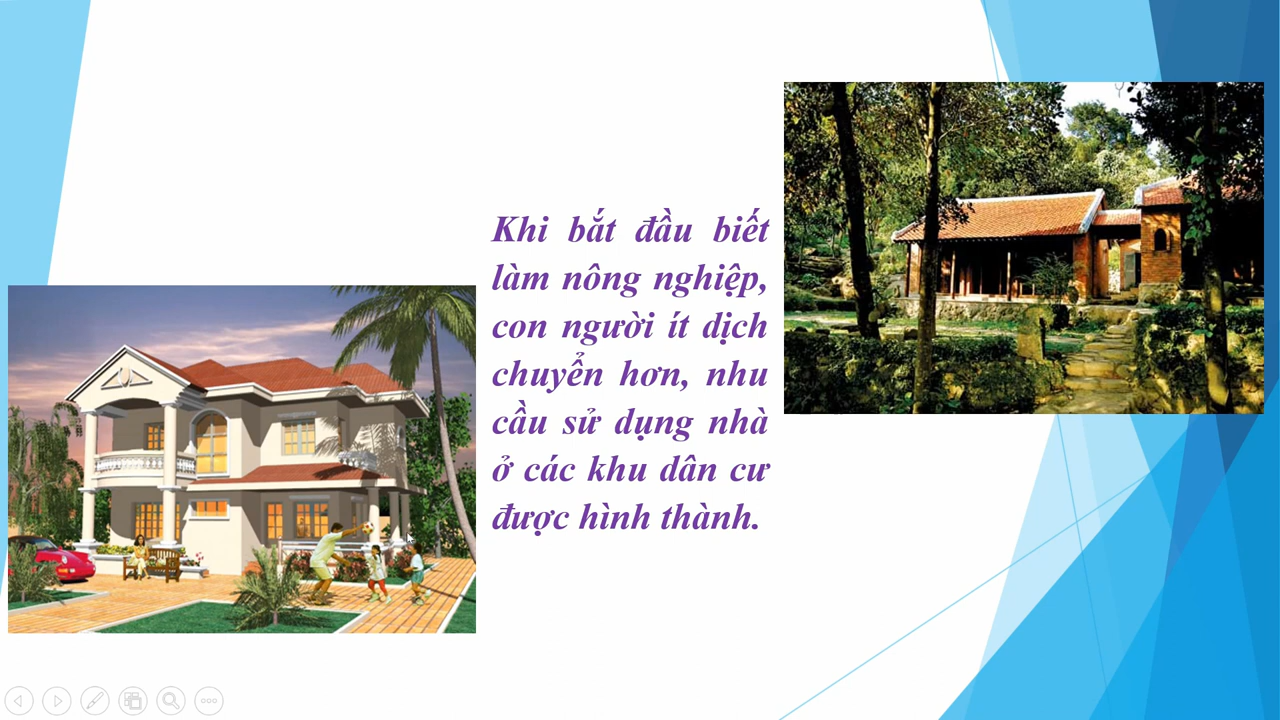 Khi bắt đầu biết
làm nông nghiệp,
con người ít dịch
chuyển hơn, nhu
cầu sử dụng nhà
ở các khu dân cư
được hình thành.